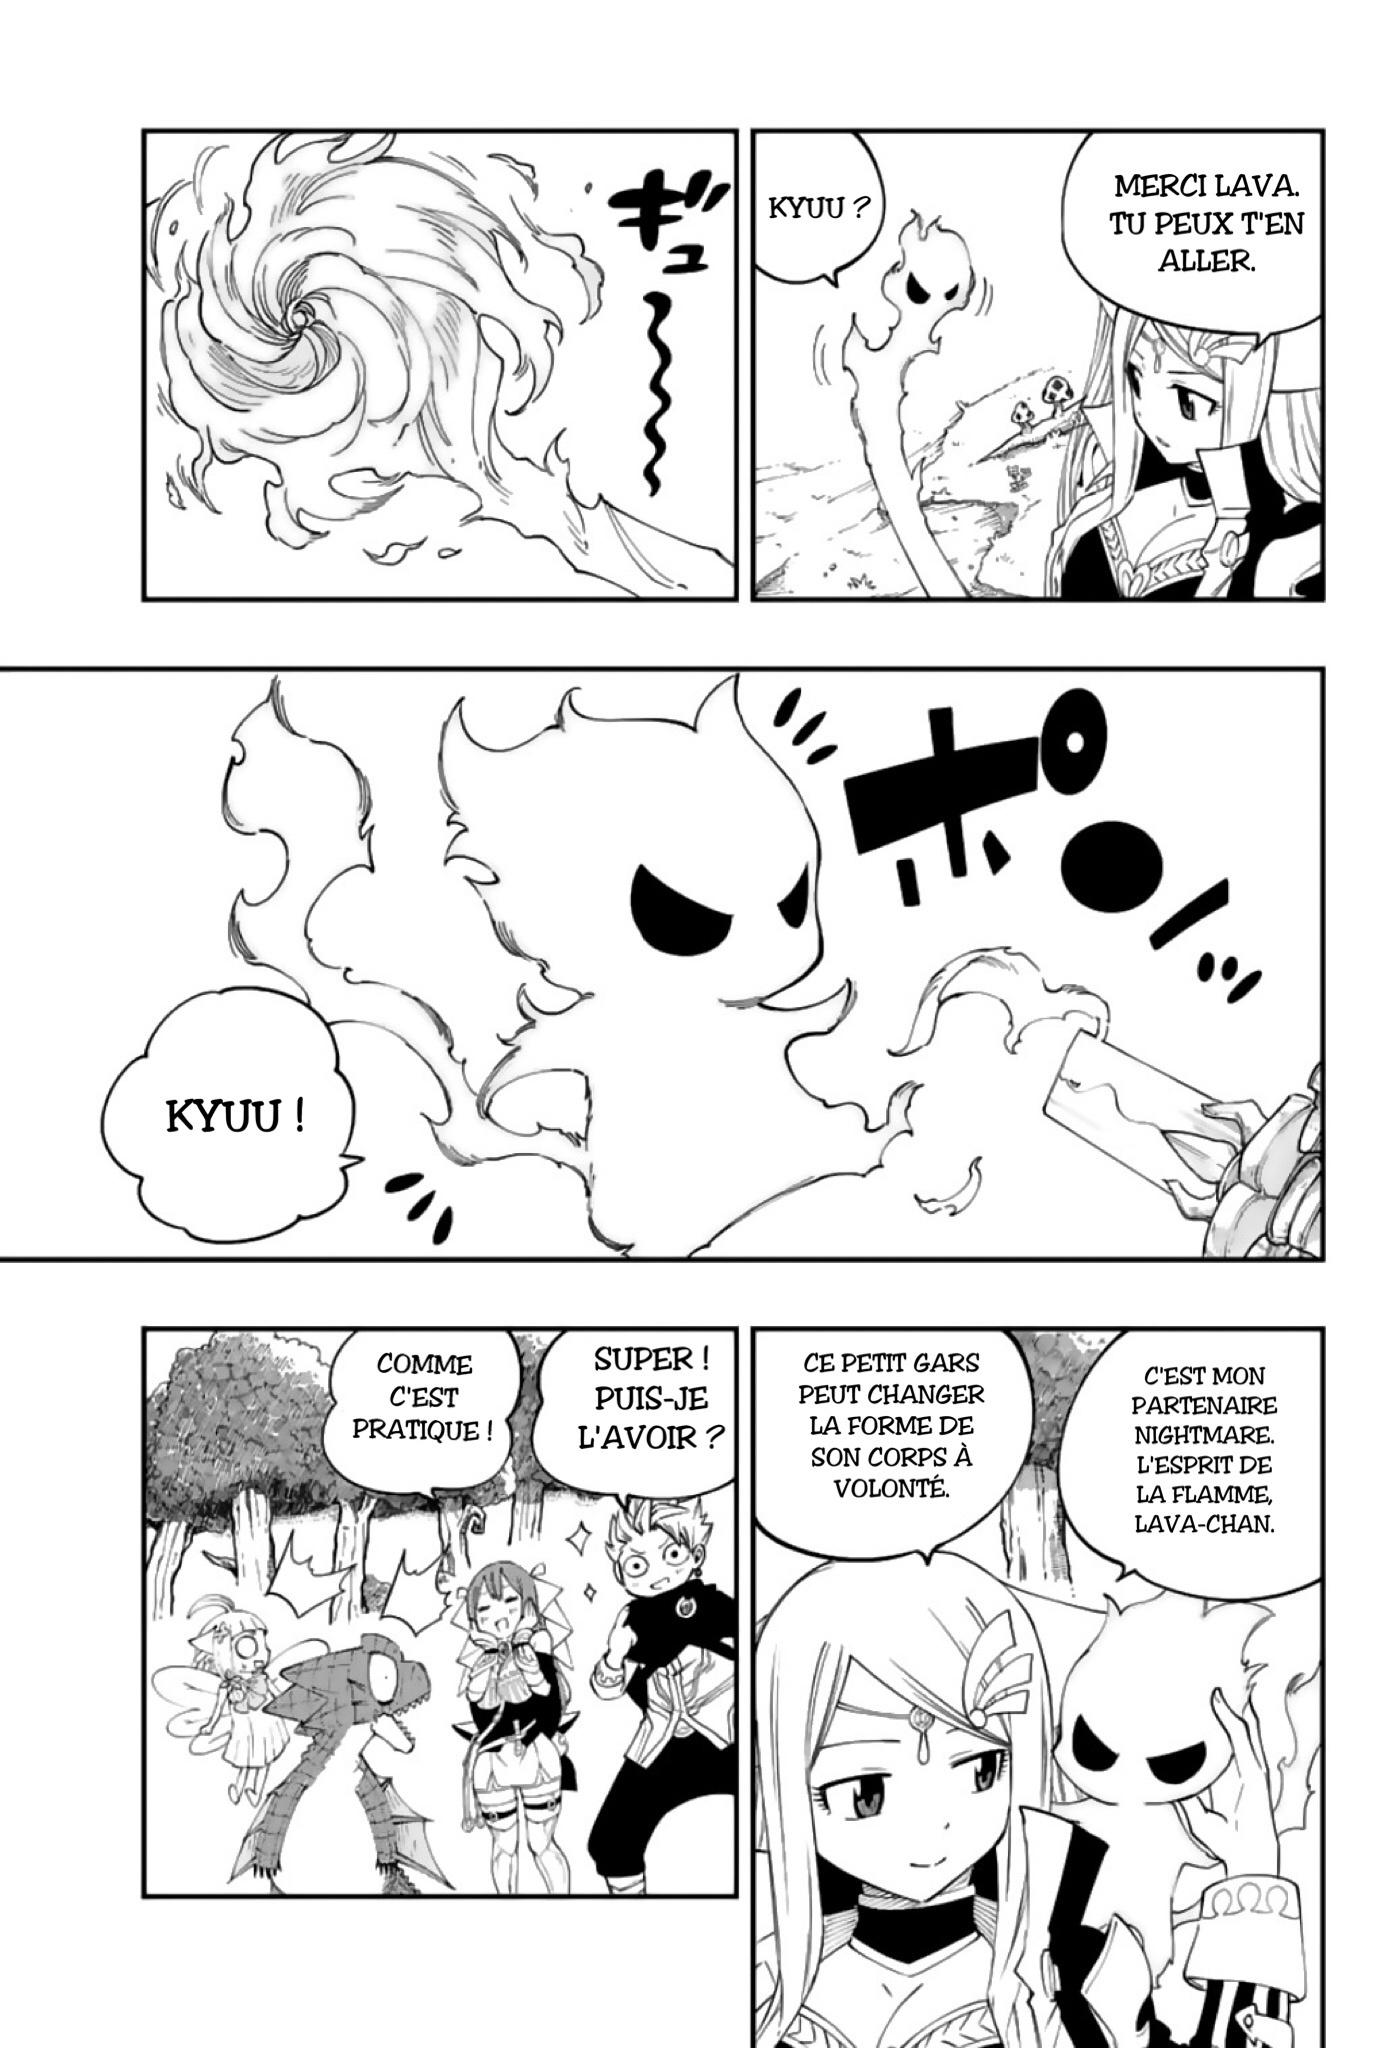 MERCI LAVA.
TU PEUX T'EN
ALLER.
KYUU ?
ギュ
ポンッ
KYUU !
C'EST MON
PARTENAIRE
NIGHTMARE.
L'ESPRIT DE
LA FLAMME,
LAVA-CHAN.
CE PETIT GARS
PEUT CHANGER
LA FORME DE
SON CORPS À
VOLONTÉ.
SUPER !
PUIS-JE
L'AVOIR ?
COMME
C'EST
PRATIQUE !